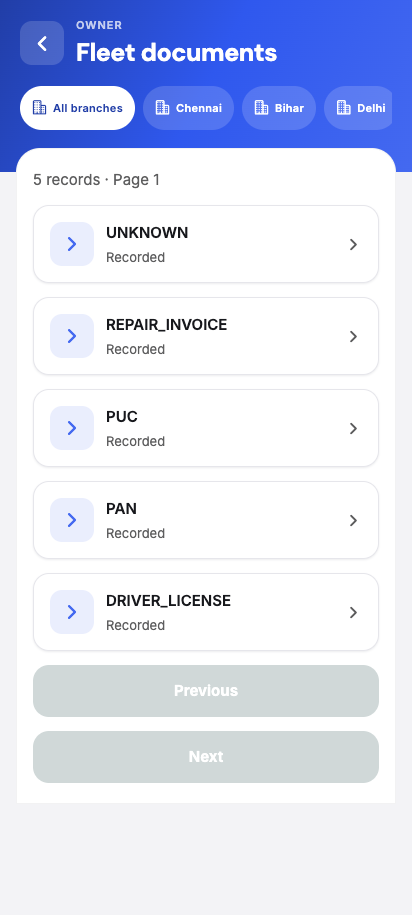 OWNER
Fleet documents
All branches
Chennai
Bihar
Delhi
5 records · Page 1
UNKNOWN
Recorded
REPAIR_INVOICE
Recorded
PUC
Recorded
PAN
Recorded
DRIVER_LICENSE
Recorded
Previous
Next